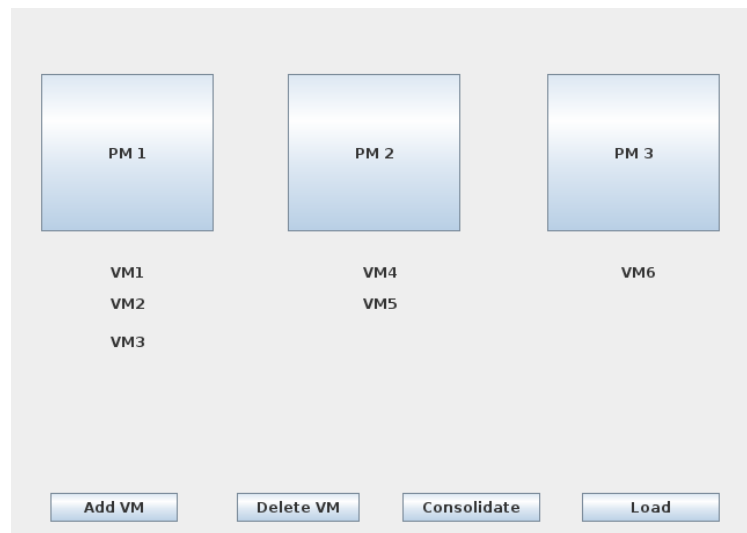 PM 1 PM 2 PM 3
VM1 VM4 VM6
VM2 VM5
VM3
Add VM Delete VM Consolidate Load